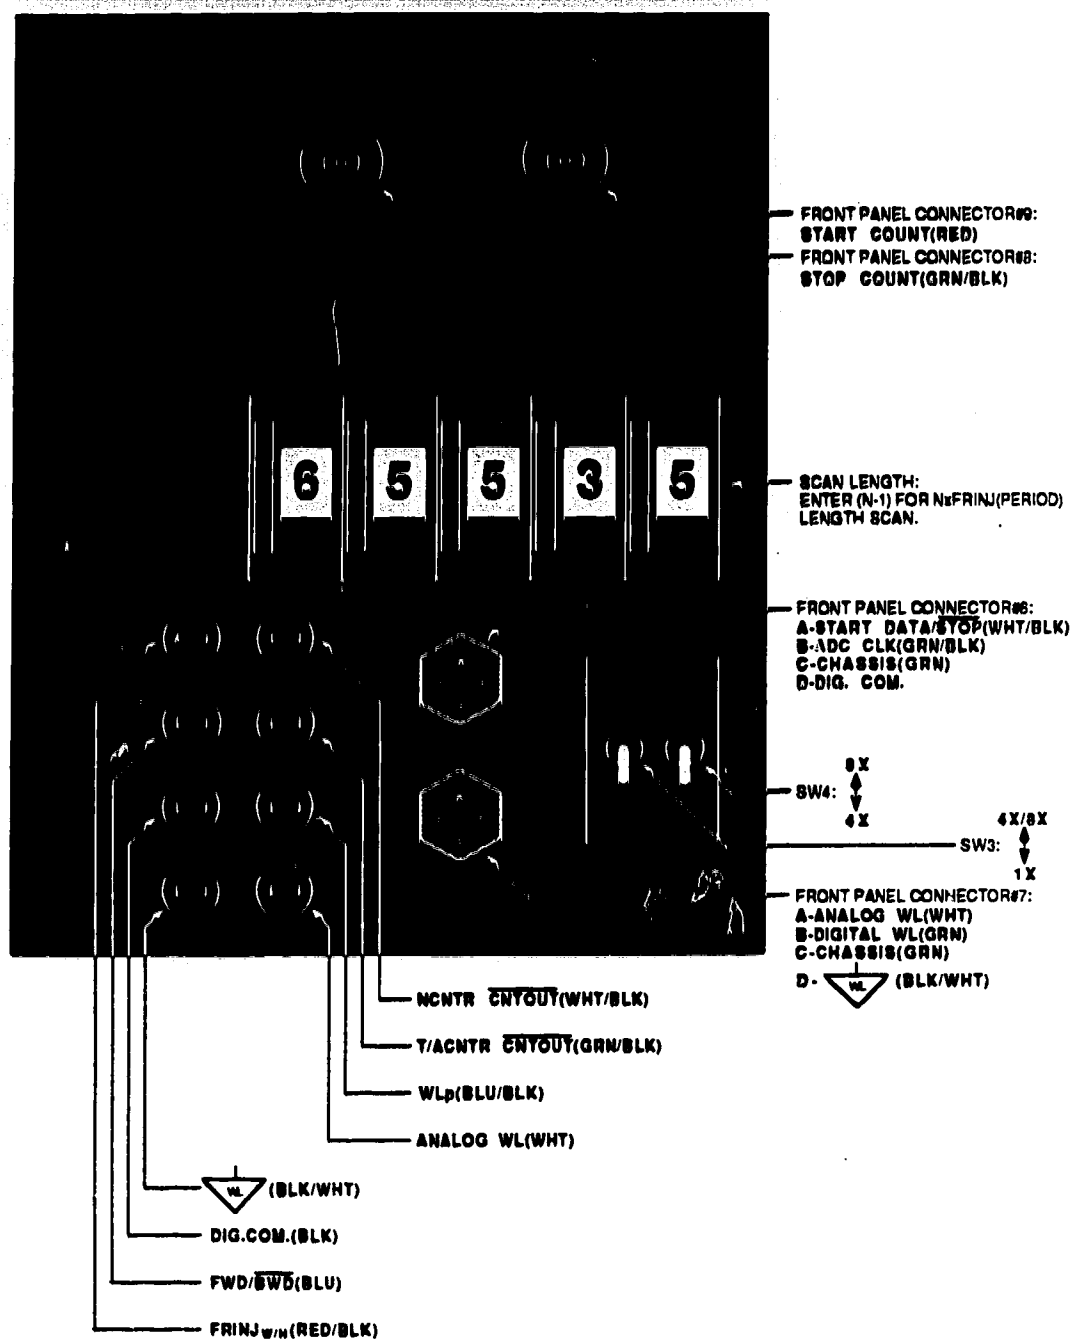 FRONT PANEL CONNECTOR#9:
START COUNT(RED)
FRONT PANEL CONNECTOR#8:
STOP COUNT(GRN/BLK)
6 5 5 3 5
SCAN LENGTH:
ENTER (N-1) FOR NxFRINJ(PERIOD)
LENGTH SCAN.
FRONT PANEL CONNECTOR#6:
A-START DATA/STOP(WHT/BLK)
B-ADC CLK(GRN/BLK)
C-CHASSIS(GRN)
D-DIG. COM.
8X
SW4:
4X
4X/8X
SW3:
1X
FRONT PANEL CONNECTOR#7:
A-ANALOG WL(WHT)
B-DIGITAL WL(GRN)
C-CHASSIS(GRN)
D- WL (BLK/WHT)
NCNTR CNTOUT(WHT/BLK)
T/ACNTR CNTOUT(GRN/BLK)
WLp(BLU/BLK)
ANALOG WL(WHT)
WL (BLK/WHT)
DIG.COM.(BLK)
FWD/BWD(BLU)
FRINJW/H(RED/BLK)